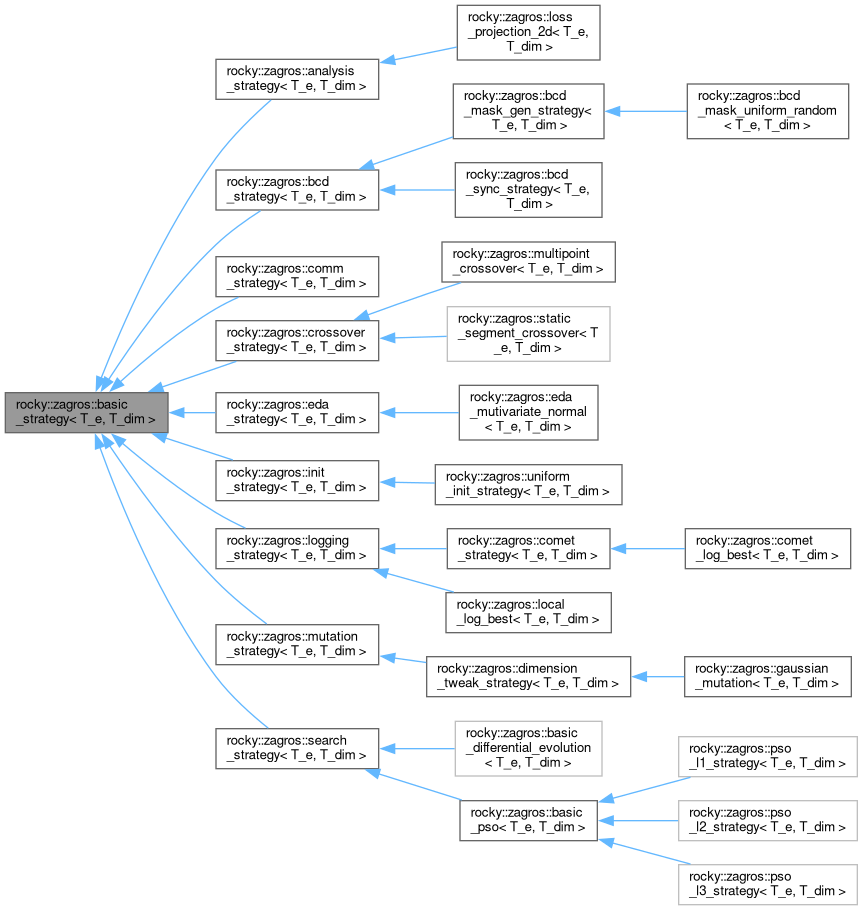 rocky::zagros::loss
_projection_2d< T_e,
T_dim >
rocky::zagros::analysis
_strategy< T_e, T_dim >
rocky::zagros::bcd
_mask_gen_strategy<
T_e, T_dim >
rocky::zagros::bcd
_mask_uniform_random
< T_e, T_dim >
rocky::zagros::bcd
_strategy< T_e, T_dim >
rocky::zagros::bcd
_sync_strategy< T_e,
T_dim >
rocky::zagros::comm
_strategy< T_e, T_dim >
rocky::zagros::multipoint
_crossover< T_e, T_dim >
rocky::zagros::crossover
_strategy< T_e, T_dim >
rocky::zagros::static
_segment_crossover< T
_e, T_dim >
rocky::zagros::basic
_strategy< T_e, T_dim >
rocky::zagros::eda
_strategy< T_e, T_dim >
rocky::zagros::eda
_mutivariate_normal
< T_e, T_dim >
rocky::zagros::init
_strategy< T_e, T_dim >
rocky::zagros::uniform
_init_strategy< T_e, T_dim >
rocky::zagros::logging
_strategy< T_e, T_dim >
rocky::zagros::comet
_strategy< T_e, T_dim >
rocky::zagros::comet
_log_best< T_e, T_dim >
rocky::zagros::local
_log_best< T_e, T_dim >
rocky::zagros::mutation
_strategy< T_e, T_dim >
rocky::zagros::dimension
_tweak_strategy< T_e, T_dim >
rocky::zagros::gaussian
_mutation< T_e, T_dim >
rocky::zagros::search
_strategy< T_e, T_dim >
rocky::zagros::basic
_differential_evolution
< T_e, T_dim >
rocky::zagros::basic
_pso< T_e, T_dim >
rocky::zagros::pso
_l1_strategy< T_e, T_dim >
rocky::zagros::pso
_l2_strategy< T_e, T_dim >
rocky::zagros::pso
_l3_strategy< T_e, T_dim >